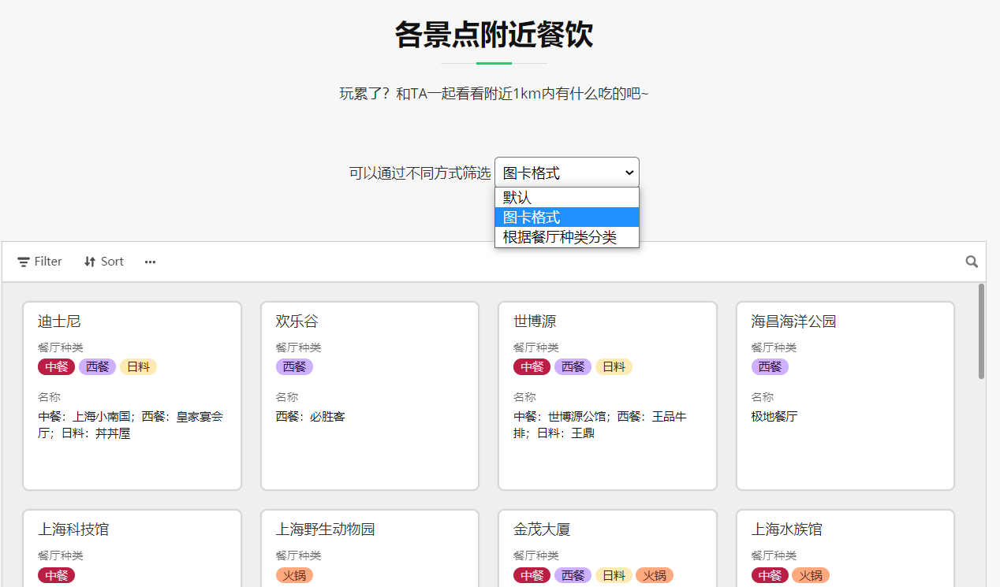 各景点附近餐饮
玩累了？和TA一起看看附近1km内有什么吃的吧~
可以通过不同方式筛选 图卡格式
默认
图卡格式
根据餐厅种类分类
Filter Sort ···
迪士尼
餐厅种类
中餐 西餐 日料
名称
中餐：上海小南国；西餐：皇家宴会
厅；日料：丼丼屋
欢乐谷
餐厅种类
西餐
名称
西餐：必胜客
世博源
餐厅种类
中餐 西餐 日料
名称
中餐：世博源公馆；西餐：王品牛
排；日料：王鼎
海昌海洋公园
餐厅种类
西餐
名称
极地餐厅
上海科技馆
餐厅种类
中餐
上海野生动物园
餐厅种类
火锅
金茂大厦
餐厅种类
中餐 西餐 日料 火锅
上海水族馆
餐厅种类
中餐 火锅